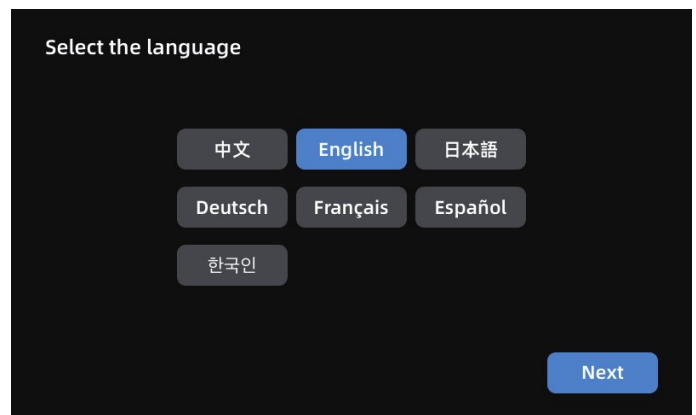 Select the language
中文 English 日本語
Deutsch Français Español
한국인
Next